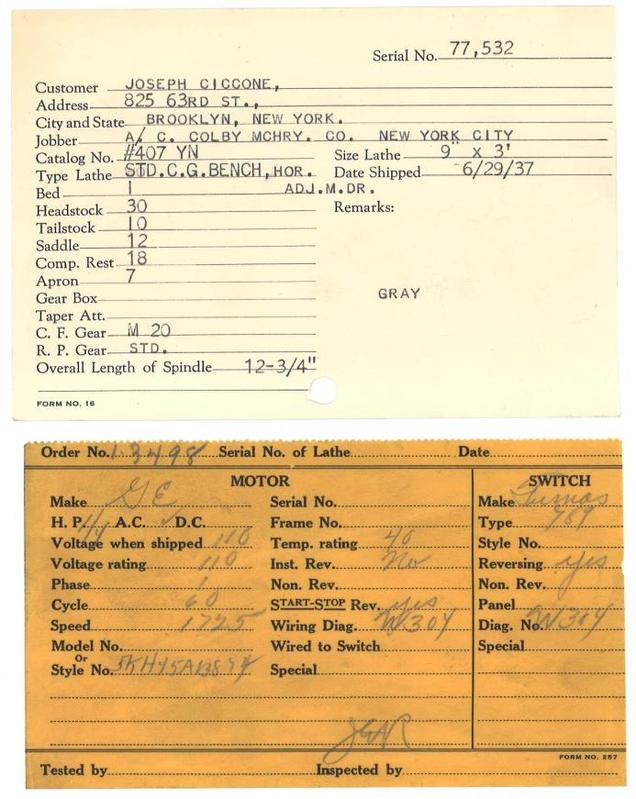 Serial No. 77,532
Customer JOSEPH CICCONE,
Address 825 63RD ST.,
City and State BROOKLYN, NEW YORK.
Jobber A/ C. COLBY MCHRY. CO. NEW YORK CITY
Catalog No. #407 YN Size Lathe 9" x 3'
Type Lathe STD.C.G.BENCH,HOR. Date Shipped 6/29/37
Bed 1 ADJ.M.DR.
Headstock 30 Remarks:
Tailstock 10
Saddle 12
Comp. Rest 18
Apron 7
Gear Box GRAY
Taper Att.
C. F. Gear M 20
R. P. Gear STD.
Overall Length of Spindle 12-3/4"
FORM NO. 16
Order No. 13498 Serial No. of Lathe Date
MOTOR SWITCH
Make GE Serial No. Make Furnas
H. P. 1/4 A.C. ✓ D.C. Frame No. Type 789
Voltage when shipped 110 Temp. rating 40 Style No.
Voltage rating 110 Inst. Rev. No Reversing yes
Phase 1 Non. Rev. Non. Rev.
Cycle 60 START-STOP Rev. yes Panel
Speed 1725 Wiring Diag. W304 Diag. No. W304
Model No. Wired to Switch Special
Or
Style No. Special
FORM NO. 257
Tested by Inspected by